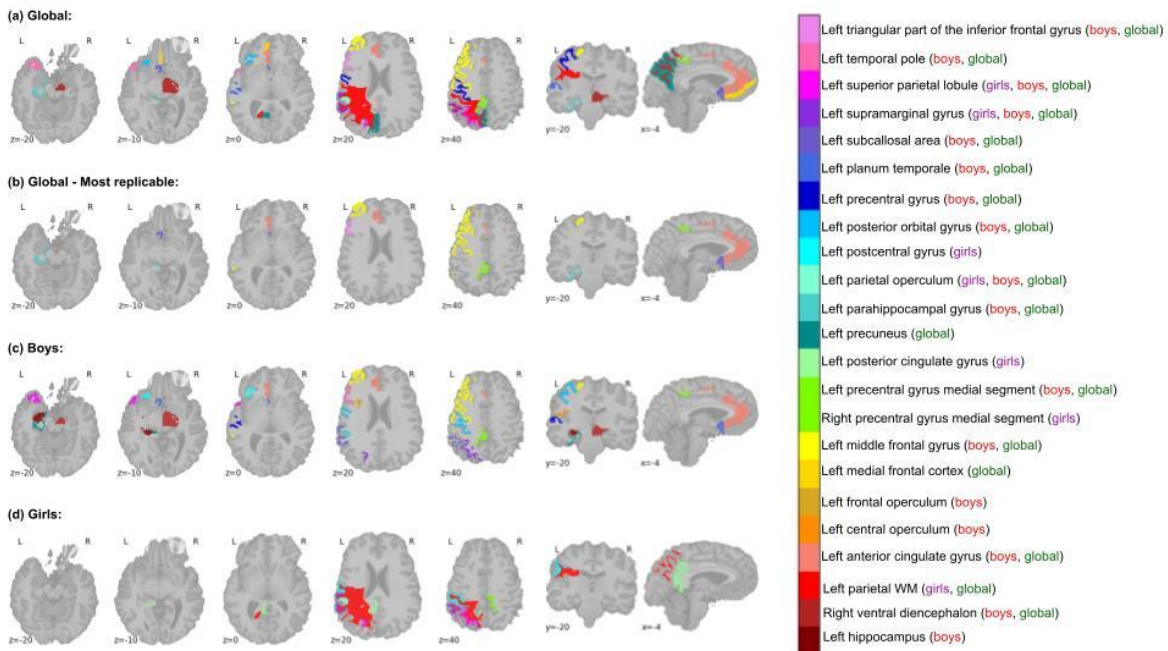 (a) Global:
L R L R L R L R L R L R
z=-20 z=-10 z=0 z=20 z=40 y=-20 x=-4
(b) Global - Most replicable:
L R L R L R L R L R L R
z=-20 z=-10 z=0 z=20 z=40 y=-20 x=-4
(c) Boys:
L R L R L R L R L R L R
z=-20 z=-10 z=0 z=20 z=40 y=-20 x=-4
(d) Girls:
L R L R L R L R L R L R
z=-20 z=-10 z=0 z=20 z=40 y=-20 x=-4
Left triangular part of the inferior frontal gyrus (boys, global)
Left temporal pole (boys, global)
Left superior parietal lobule (girls, boys, global)
Left supramarginal gyrus (girls, boys, global)
Left subcallosal area (boys, global)
Left planum temporale (boys, global)
Left precentral gyrus (boys, global)
Left posterior orbital gyrus (boys, global)
Left postcentral gyrus (girls)
Left parietal operculum (girls, boys, global)
Left parahippocampal gyrus (boys, global)
Left precuneus (global)
Left posterior cingulate gyrus (girls)
Left precentral gyrus medial segment (boys, global)
Right precentral gyrus medial segment (girls)
Left middle frontal gyrus (boys, global)
Left medial frontal cortex (global)
Left frontal operculum (boys)
Left central operculum (boys)
Left anterior cingulate gyrus (boys, global)
Left parietal WM (girls, global)
Right ventral diencephalon (boys, global)
Left hippocampus (boys)